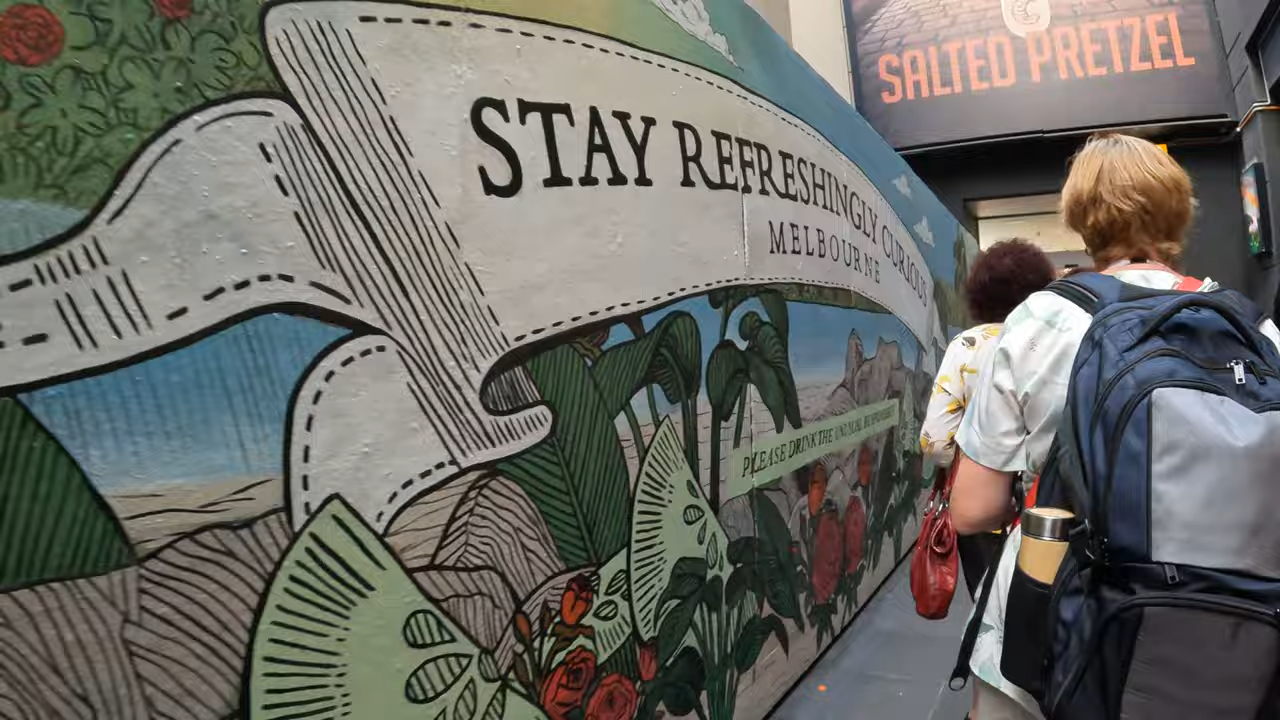 SALTED PRETZEL
STAY REFRESHINGLY CURIOUS
MELBOURNE
PLEASE DRINK THE UNUSUAL RESPONSIBLY